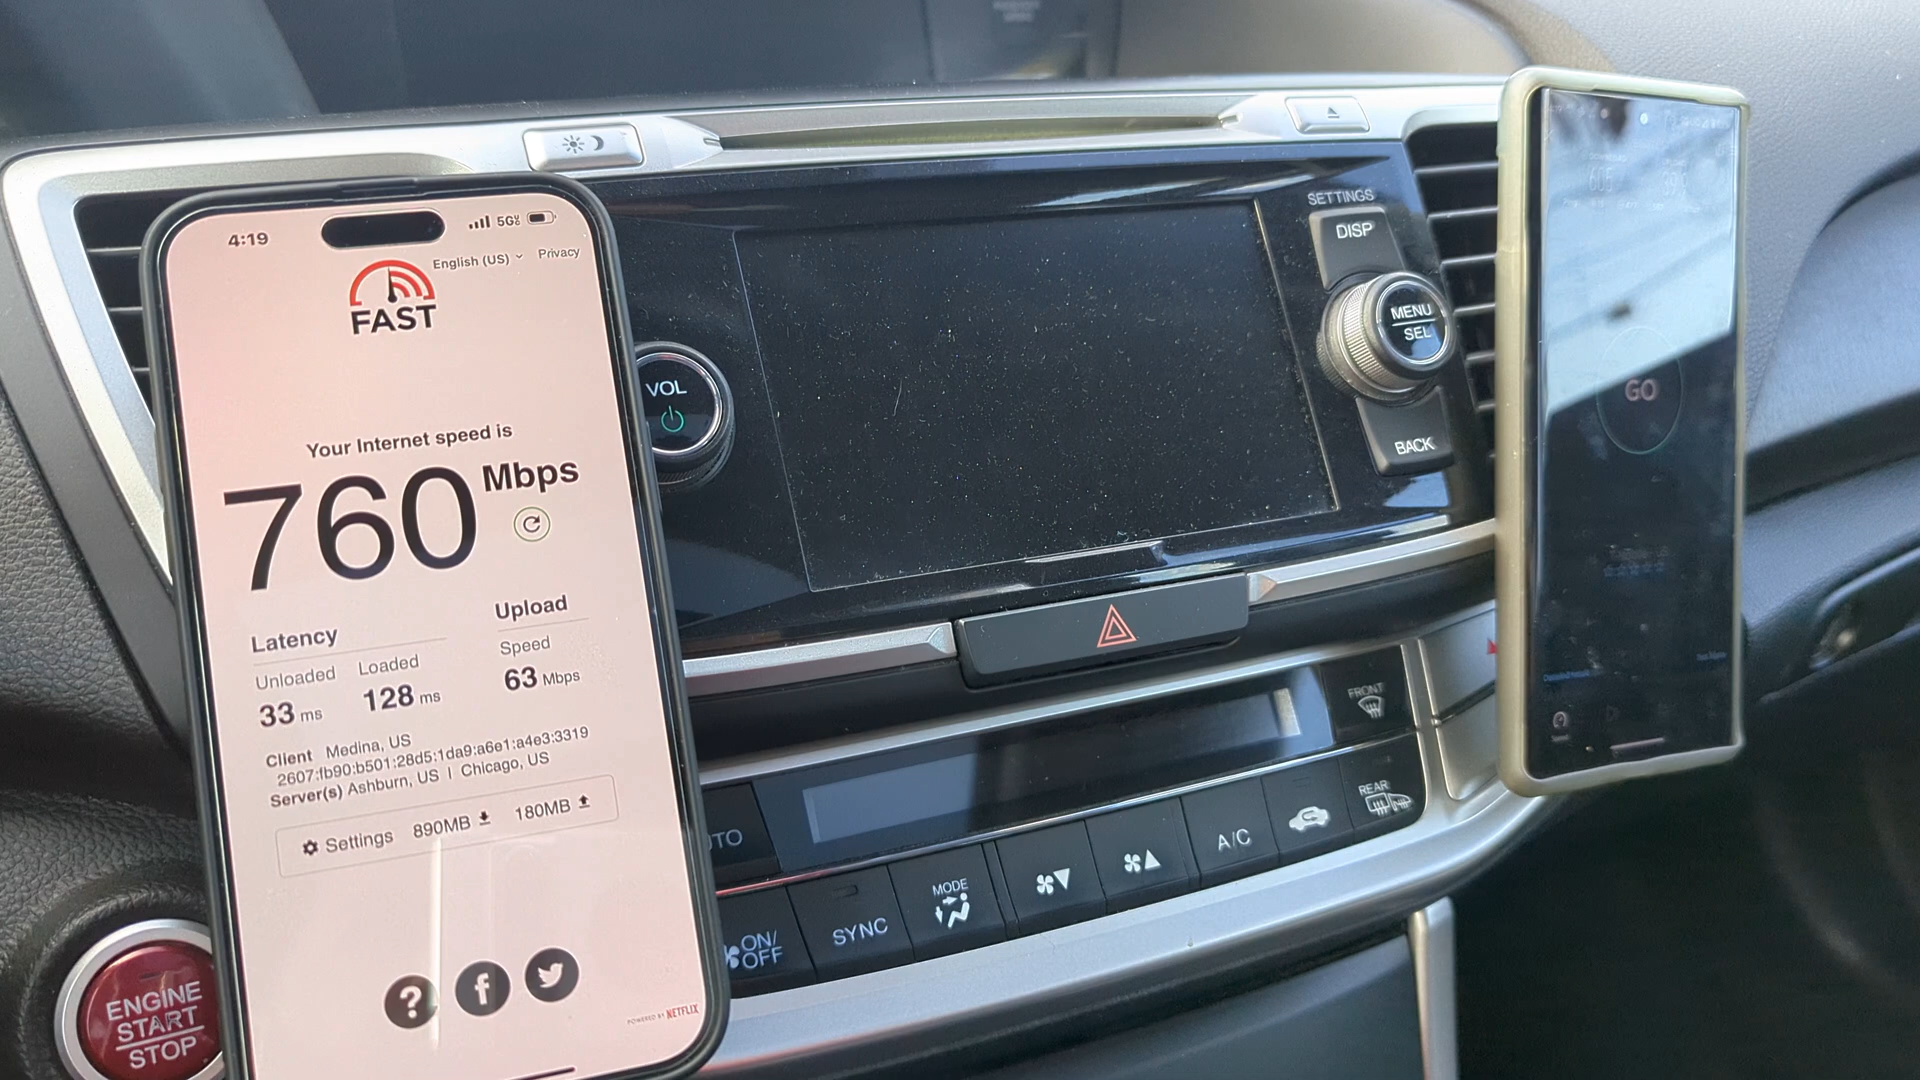 4:19
5G
English (US)
Privacy
FAST
Your Internet speed is
760 Mbps
Latency
Upload
Unloaded
Loaded
Speed
33 ms
128 ms
63 Mbps
Client Medina, US
2607:fb90:b501:28d5:1da9:a6e1:a4e3:3319
Server(s) Ashburn, US | Chicago, US
Settings 890MB 180MB
?
f
POWERED BY NETFLIX
ENGINE
START
STOP
VOL
SETTINGS
DISP
MENU
SEL
BACK
FRONT
REAR
A/C
MODE
SYNC
ON/
OFF
GO